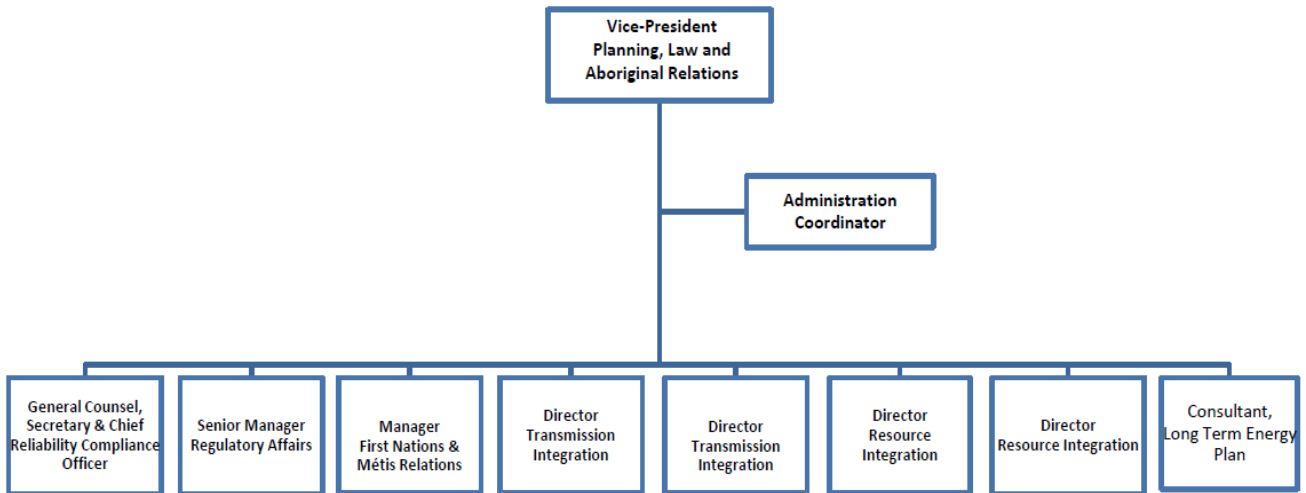 Vice-President
Planning, Law and
Aboriginal Relations
Administration
Coordinator
General Counsel,
Secretary & Chief
Reliability Compliance
Officer
Senior Manager
Regulatory Affairs
Manager
First Nations &
Métis Relations
Director
Transmission
Integration
Director
Transmission
Integration
Director
Resource
Integration
Director
Resource Integration
Consultant,
Long Term Energy
Plan